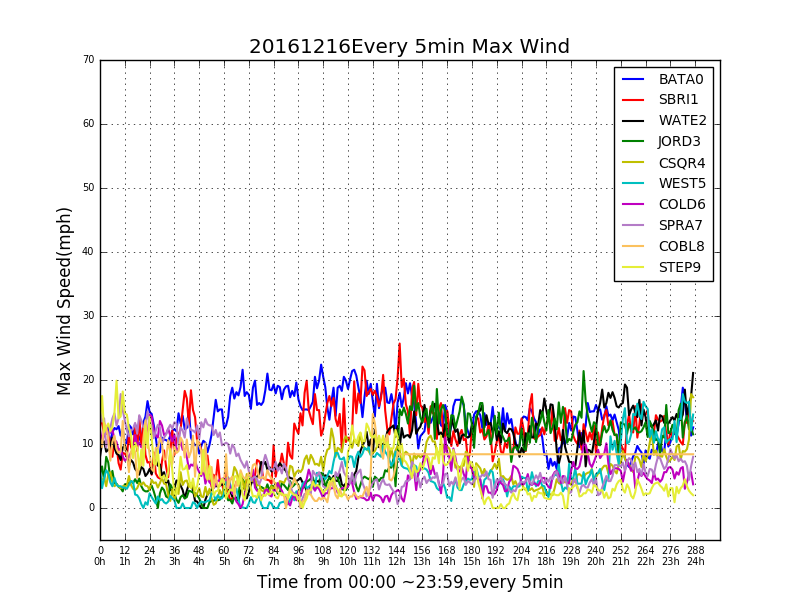 20161216Every 5min Max Wind
Max Wind Speed(mph)
70
60
50
40
30
20
10
0
BATA0
SBRI1
WATE2
JORD3
CSQR4
WEST5
COLD6
SPRA7
COBL8
STEP9
0 12 24 36 48 60 72 84 96 108 120 132 144 156 168 180 192 204 216 228 240 252 264 276 288
0h 1h 2h 3h 4h 5h 6h 7h 8h 9h 10h 11h 12h 13h 14h 15h 16h 17h 18h 19h 20h 21h 22h 23h 24h
Time from 00:00 ~23:59,every 5min